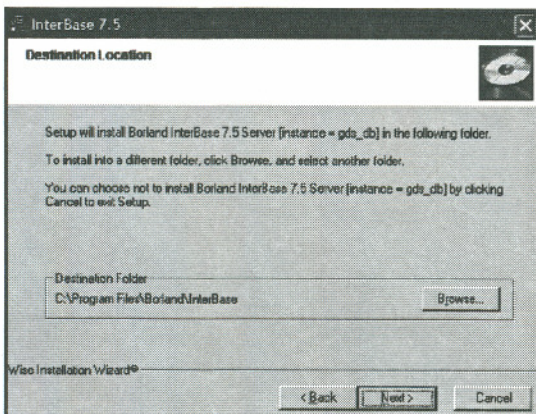 InterBase 7.5
Destination Location
Setup will install Borland InterBase 7.5 Server [instance = gds_db] in the following folder.
To install into a different folder, click Browse, and select another folder.
You can choose not to install Borland InterBase 7.5 Server [instance = gds_db] by clicking
Cancel to exit Setup.
Destination Folder
C:\Program Files\Borland\InterBase
Browse...
Wise Installation Wizard®
< Back
Next >
Cancel